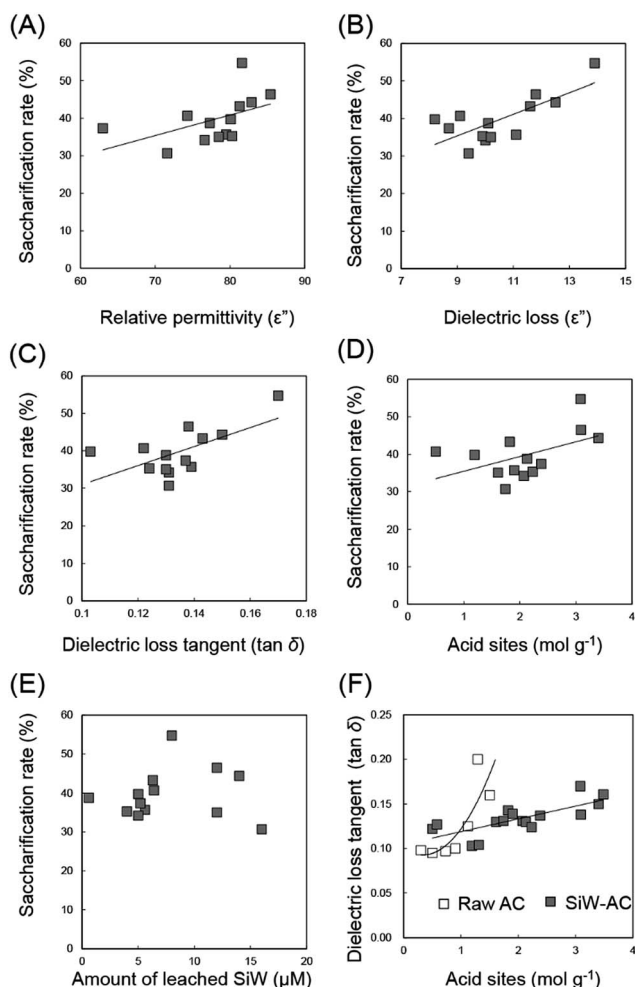 (A)
Saccharification rate (%)
60
50
40
30
20
10
0
60 70 80 90
Relative permittivity (ε”)
(B)
Saccharification rate (%)
60
50
40
30
20
10
0
7 9 11 13 15
Dielectric loss (ε”)
(C)
Saccharification rate (%)
60
50
40
30
20
10
0
0.1 0.12 0.14 0.16 0.18
Dielectric loss tangent (tan δ)
(D)
Saccharification rate (%)
60
50
40
30
20
10
0
0 1 2 3 4
Acid sites (mol g-1)
(E)
Saccharification rate (%)
60
50
40
30
20
10
0
0 5 10 15 20
Amount of leached SiW (μM)
(F)
Dielectric loss tangent (tan δ)
0.25
0.20
0.15
0.10
0.05
0.00
Raw AC SiW-AC
0 1 2 3 4
Acid sites (mol g-1)